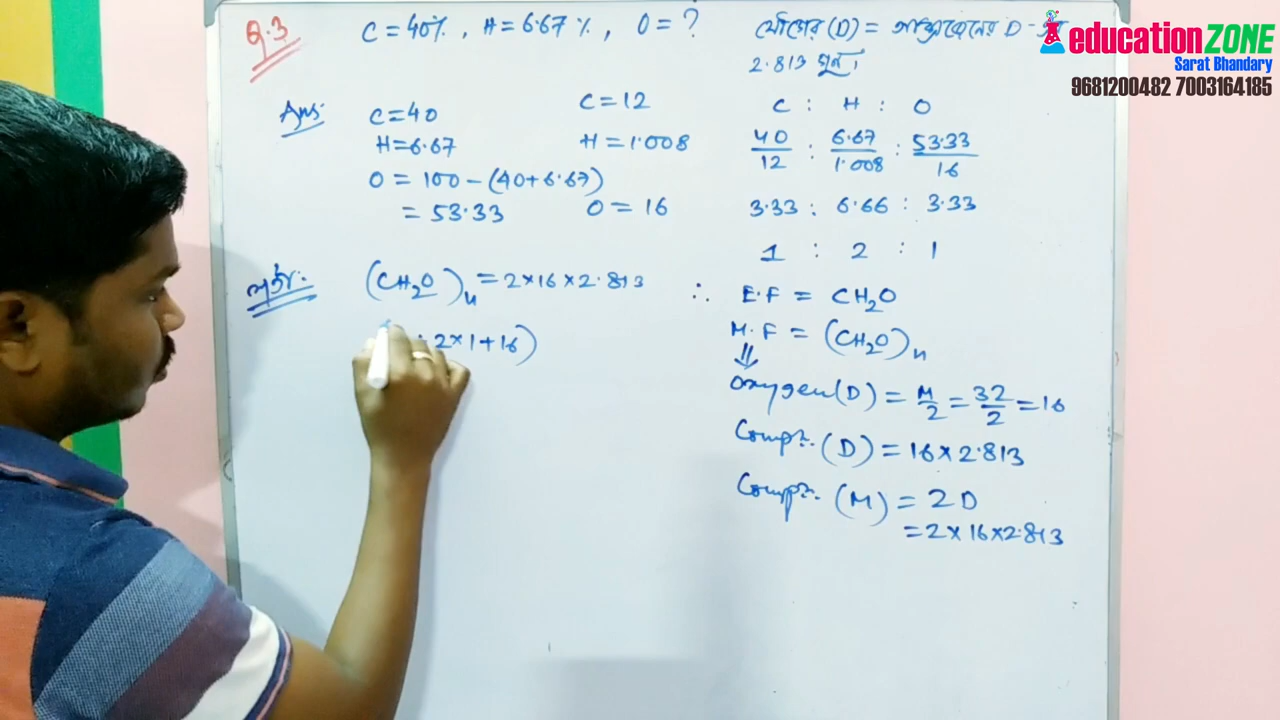 Q.3
C = 40% , H = 6.67 % , O = ?
যৌগের (D) = অক্সিজেনের D-
2.813 গুন।
educationZONE
Sarat Bhandary
9681200482 7003164185
Ans:
C = 40
C = 12
H = 6.67
H = 1.008
O = 100 - (40 + 6.67)
= 53.33
O = 16
C : H : O
40/12 : 6.67/1.008 : 53.33/16
3.33 : 6.66 : 3.33
1 : 2 : 1
∴ E.F = CH₂O
M.F = (CH₂O)n
Oxygen (D) = M/2 = 32/2 = 16
(D) = 16 × 2.813
(M) = 2D
= 2 × 16 × 2.813
(CH₂O)n = 2 × 16 × 2.813
2 × 1 + 16)